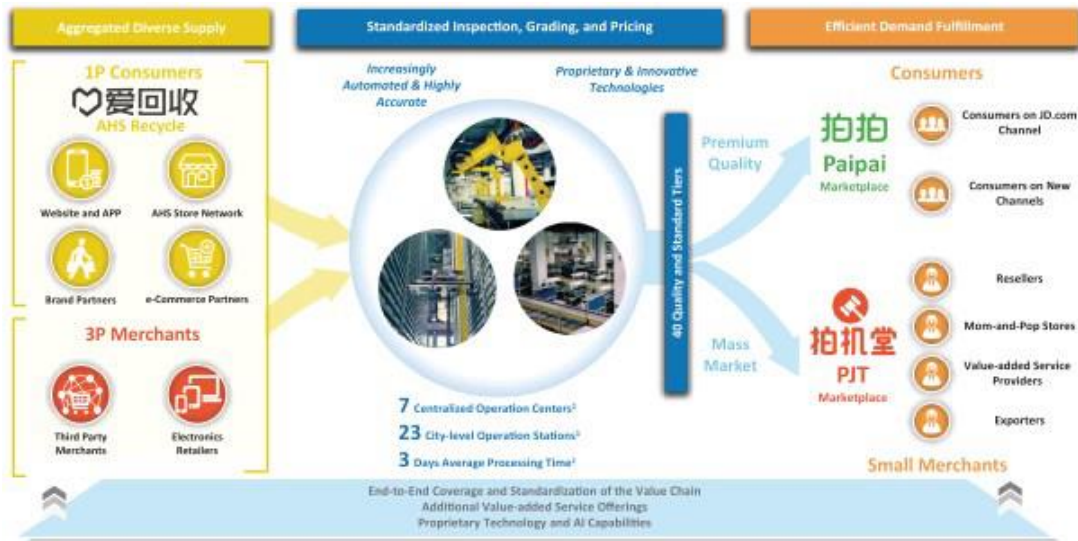 Aggregated Diverse Supply
1P Consumers
爱回收
AHS Recycle
Website and APP
AHS Store Network
Brand Partners
e-Commerce Partners
3P Merchants
Third Party
Merchants
Electronics
Retailers
Standardized Inspection, Grading, and Pricing
Increasingly
Automated & Highly
Accurate
Proprietary & Innovative
Technologies
7 Centralized Operation Centers¹
23 City-level Operation Stations¹
3 Days Average Processing Time²
40 Quality and Standard Tiers
Premium
Quality
Mass
Market
Efficient Demand Fulfillment
Consumers
拍拍
Paipai
Marketplace
Consumers on JD.com
Channel
Consumers on New
Channels
拍机堂
PJT
Marketplace
Resellers
Mom-and-Pop Stores
Value-added Service
Providers
Exporters
Small Merchants
End-to-End Coverage and Standardization of the Value Chain
Additional Value-added Service Offerings
Proprietary Technology and AI Capabilities